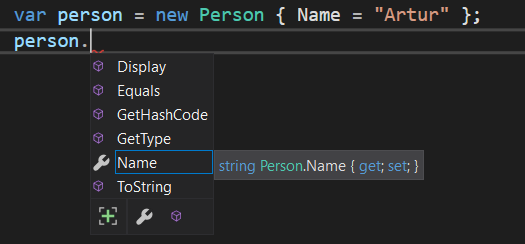 var person = new Person { Name = "Artur" };
person.
Display
Equals
GetHashCode
GetType
Name
string Person.Name { get; set; }
ToString